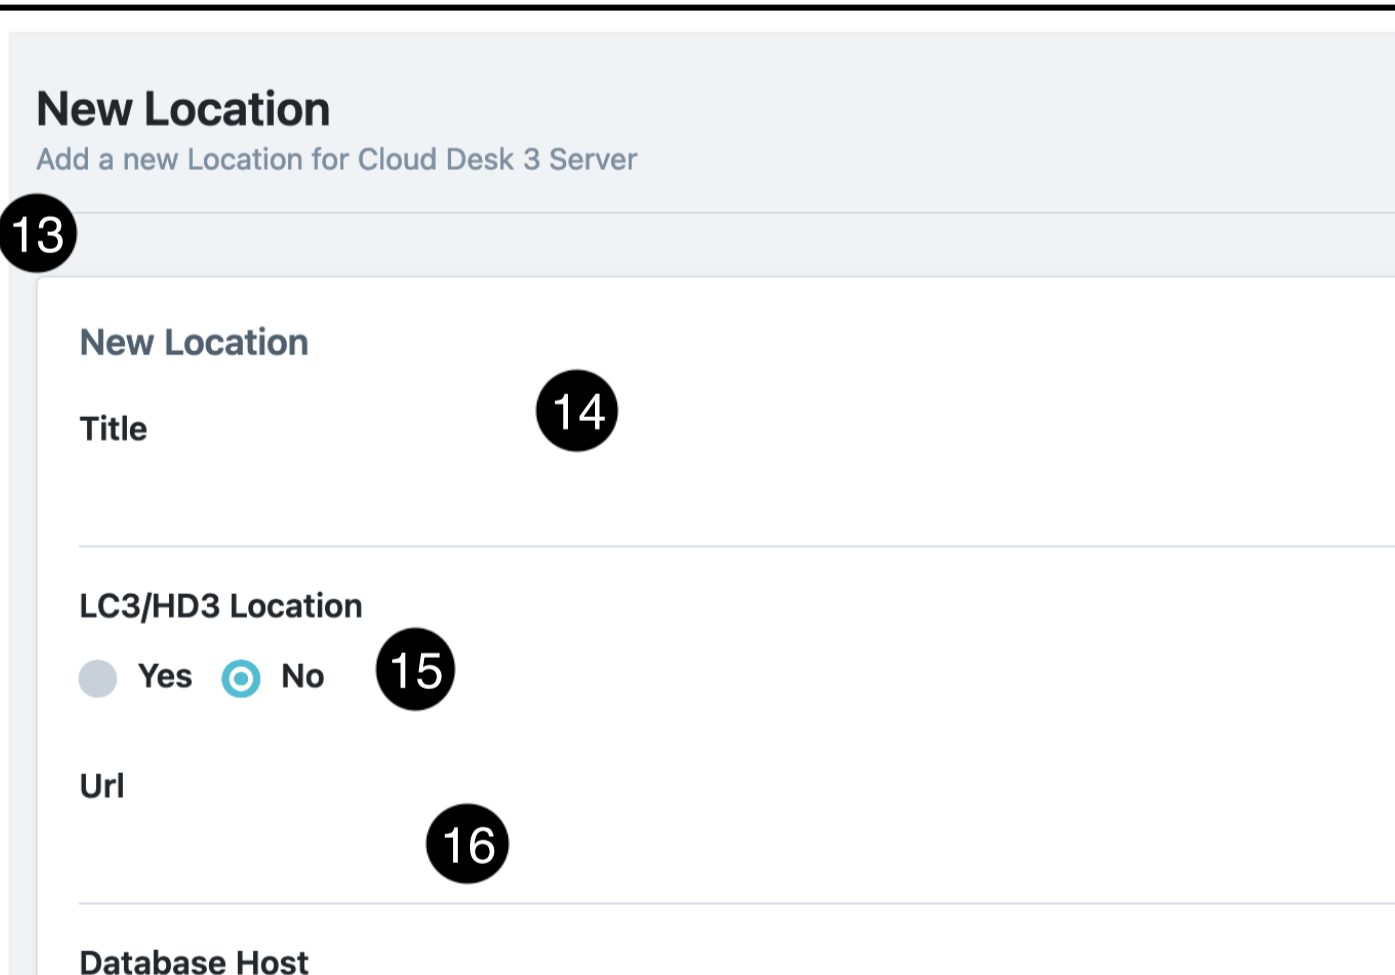 New Location
Add a new Location for Cloud Desk 3 Server
13
New Location
14
Title
LC3/HD3 Location
Yes No 15
Url
16
Database Host